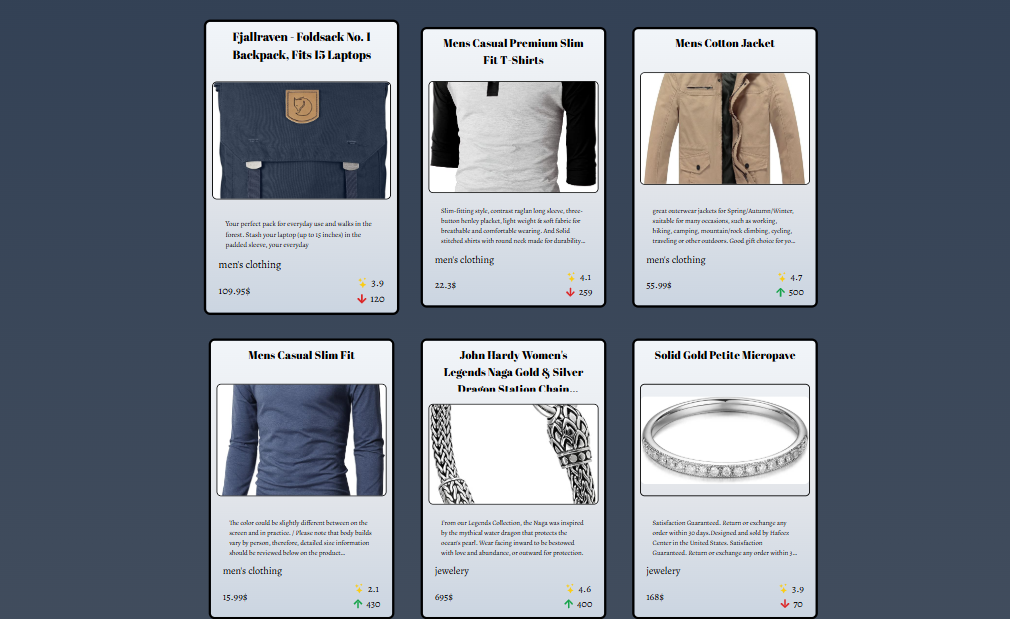 Fjallraven - Foldsack No. 1
Backpack, Fits 15 Laptops
Your perfect pack for everyday use and walks in the
forest. Stash your laptop (up to 15 inches) in the
padded sleeve, your everyday
men's clothing
109.95$
3.9
120
Mens Casual Premium Slim
Fit T-Shirts
Slim-fitting style, contrast raglan long sleeve, three-
button henley placket, light weight & soft fabric for
breathable and comfortable wearing. And Solid
stitched shirts with round neck made for durability...
men's clothing
22.3$
4.1
259
Mens Cotton Jacket
great outerwear jackets for Spring/Autumn/Winter,
suitable for many occasions, such as working,
hiking, camping, mountain/rock climbing, cycling,
traveling or other outdoors. Good gift choice for yo...
men's clothing
55.99$
4.7
500
Mens Casual Slim Fit
The color could be slightly different between on the
screen and in practice. / Please note that body builds
vary by person, therefore, detailed size information
should be reviewed below on the product...
men's clothing
15.99$
2.1
430
John Hardy Women's
Legends Naga Gold & Silver
Dragon Station Chain...
From our Legends Collection, the Naga was inspired
by the mythical water dragon that protects the
ocean's pearl. Wear facing inward to be bestowed
with love and abundance, or outward for protection.
jewelery
695$
4.6
400
Solid Gold Petite Micropave
Satisfaction Guaranteed. Return or exchange any
order within 30 days.Designed and sold by Hafeez
Center in the United States. Satisfaction
Guaranteed. Return or exchange any order within 3...
jewelery
168$
3.9
70